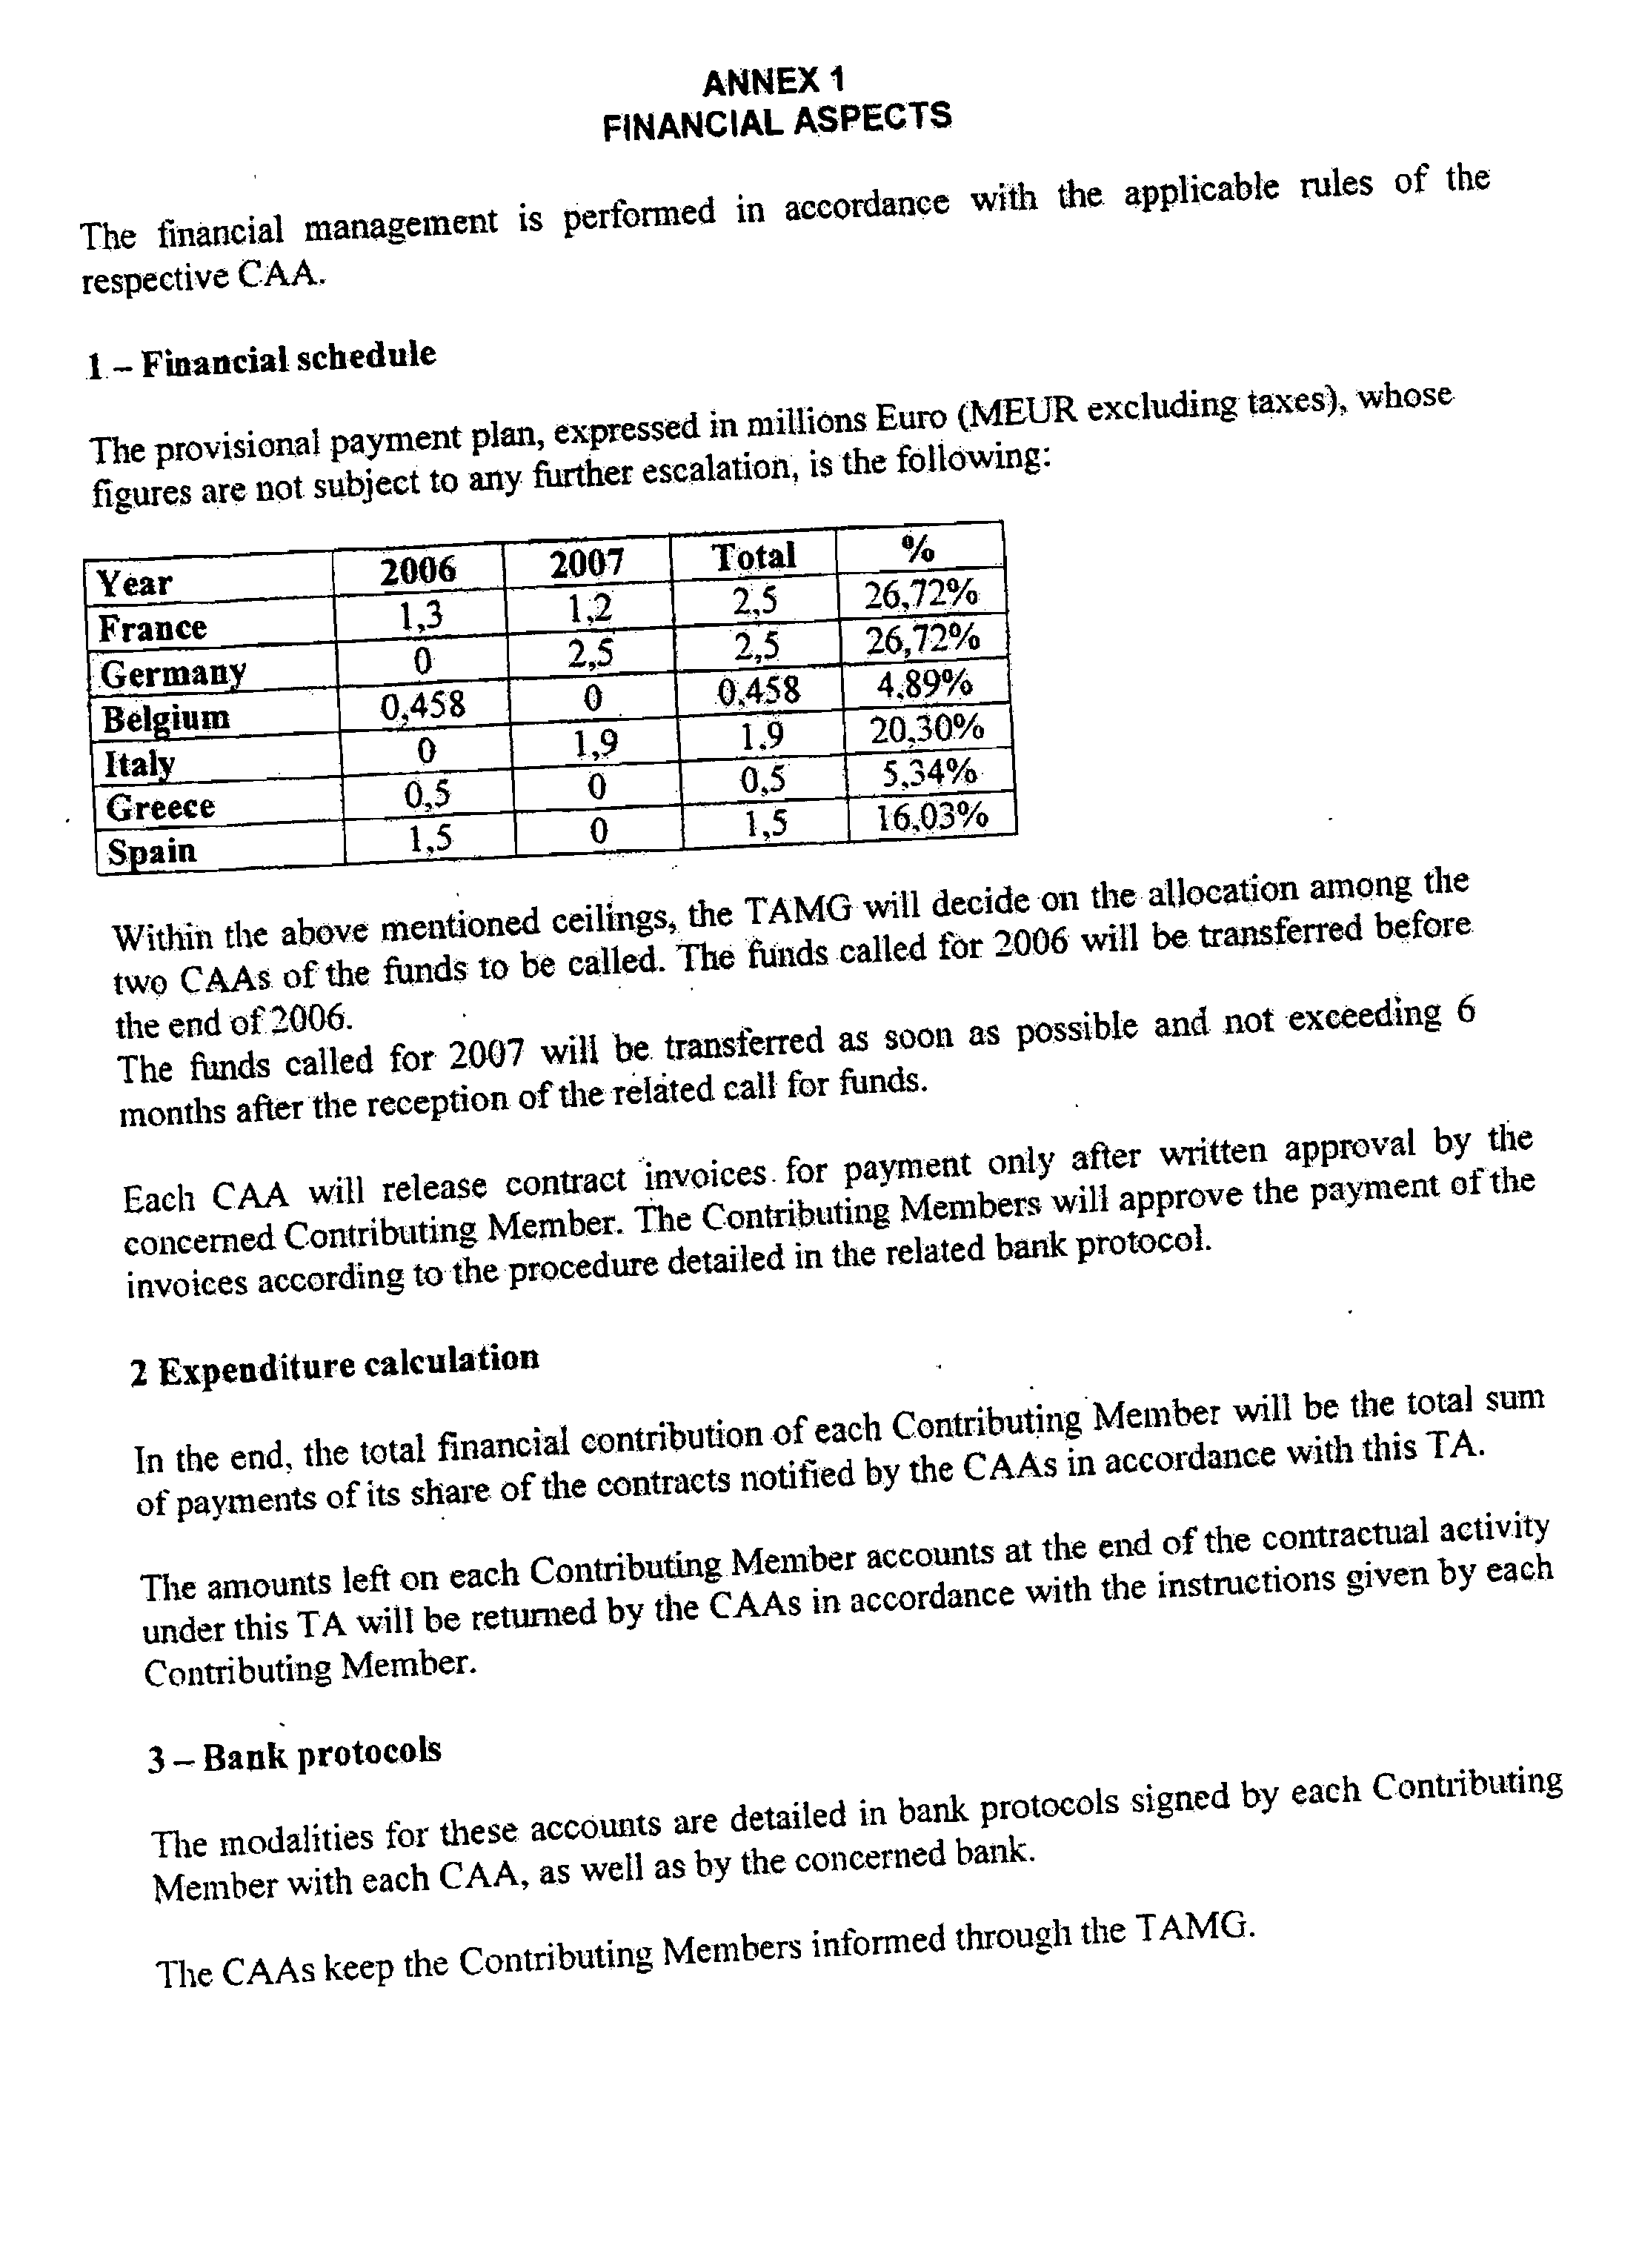 ANNEX 1
FINANCIAL ASPECTS
The financial management is performed in accordance with the applicable rules of the
respective CAA.
1 – Financial schedule
The provisional payment plan, expressed in millions Euro (MEUR excluding taxes), whose
figures are not subject to any further escalation, is the following:
Year 2006 2007 Total %
France 1,3 1,2 2,5 26,72%
Germany 0 2,5 2,5 26,72%
Belgium 0,458 0 0,458 4,89%
Italy 0 1,9 1,9 20,30%
Greece 0,5 0 0,5 5,34%
Spain 1,5 0 1,5 16,03%
Within the above mentioned ceilings, the TAMG will decide on the allocation among the
two CAAs of the funds to be called. The funds called for 2006 will be transferred before
the end of 2006.
The funds called for 2007 will be transferred as soon as possible and not exceeding 6
months after the reception of the related call for funds.
Each CAA will release contract invoices for payment only after written approval by the
concerned Contributing Member. The Contributing Members will approve the payment of the
invoices according to the procedure detailed in the related bank protocol.
2 Expenditure calculation
In the end, the total financial contribution of each Contributing Member will be the total sum
of payments of its share of the contracts notified by the CAAs in accordance with this TA.
The amounts left on each Contributing Member accounts at the end of the contractual activity
under this TA will be returned by the CAAs in accordance with the instructions given by each
Contributing Member.
3 – Bank protocols
The modalities for these accounts are detailed in bank protocols signed by each Contributing
Member with each CAA, as well as by the concerned bank.
The CAAs keep the Contributing Members informed through the TAMG.